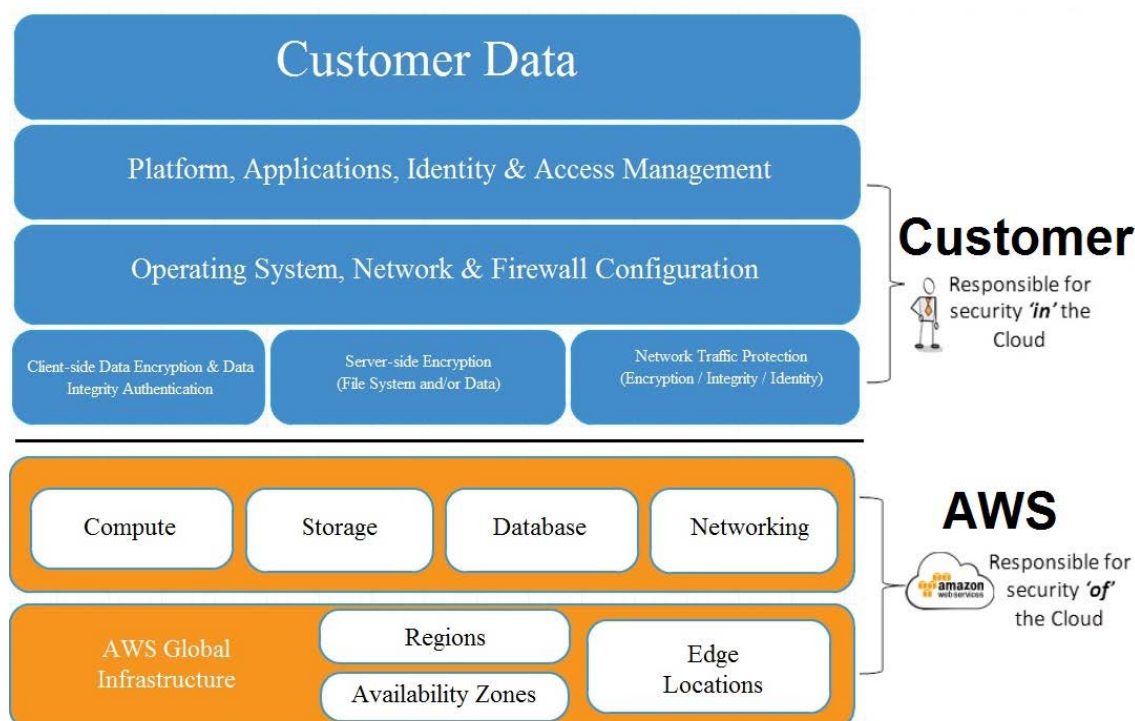 Customer Data
Platform, Applications, Identity & Access Management
Operating System, Network & Firewall Configuration
Client-side Data Encryption & Data
Integrity Authentication
Server-side Encryption
(File System and/or Data)
Network Traffic Protection
(Encryption / Integrity / Identity)
Customer
Responsible for
security ‘in’ the
Cloud
Compute
Storage
Database
Networking
AWS Global
Infrastructure
Regions
Availability Zones
Edge
Locations
AWS
amazon
web services
Responsible for
security ‘of’
the Cloud